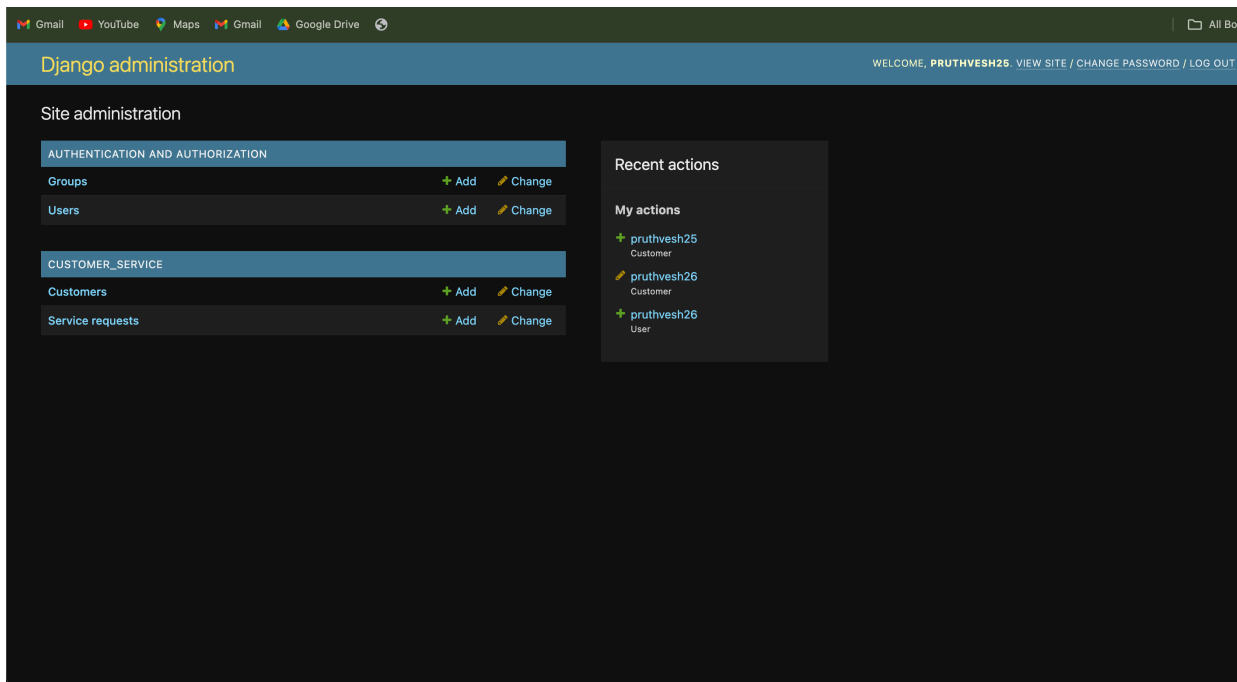 Gmail YouTube Maps Gmail Google Drive All Bo
Django administration
WELCOME, PRUTHVESH25. VIEW SITE / CHANGE PASSWORD / LOG OUT
Site administration
AUTHENTICATION AND AUTHORIZATION
Groups + Add Change
Users + Add Change
CUSTOMER_SERVICE
Customers + Add Change
Service requests + Add Change
Recent actions
My actions
+ pruthvesh25
Customer
pruthvesh26
Customer
+ pruthvesh26
User